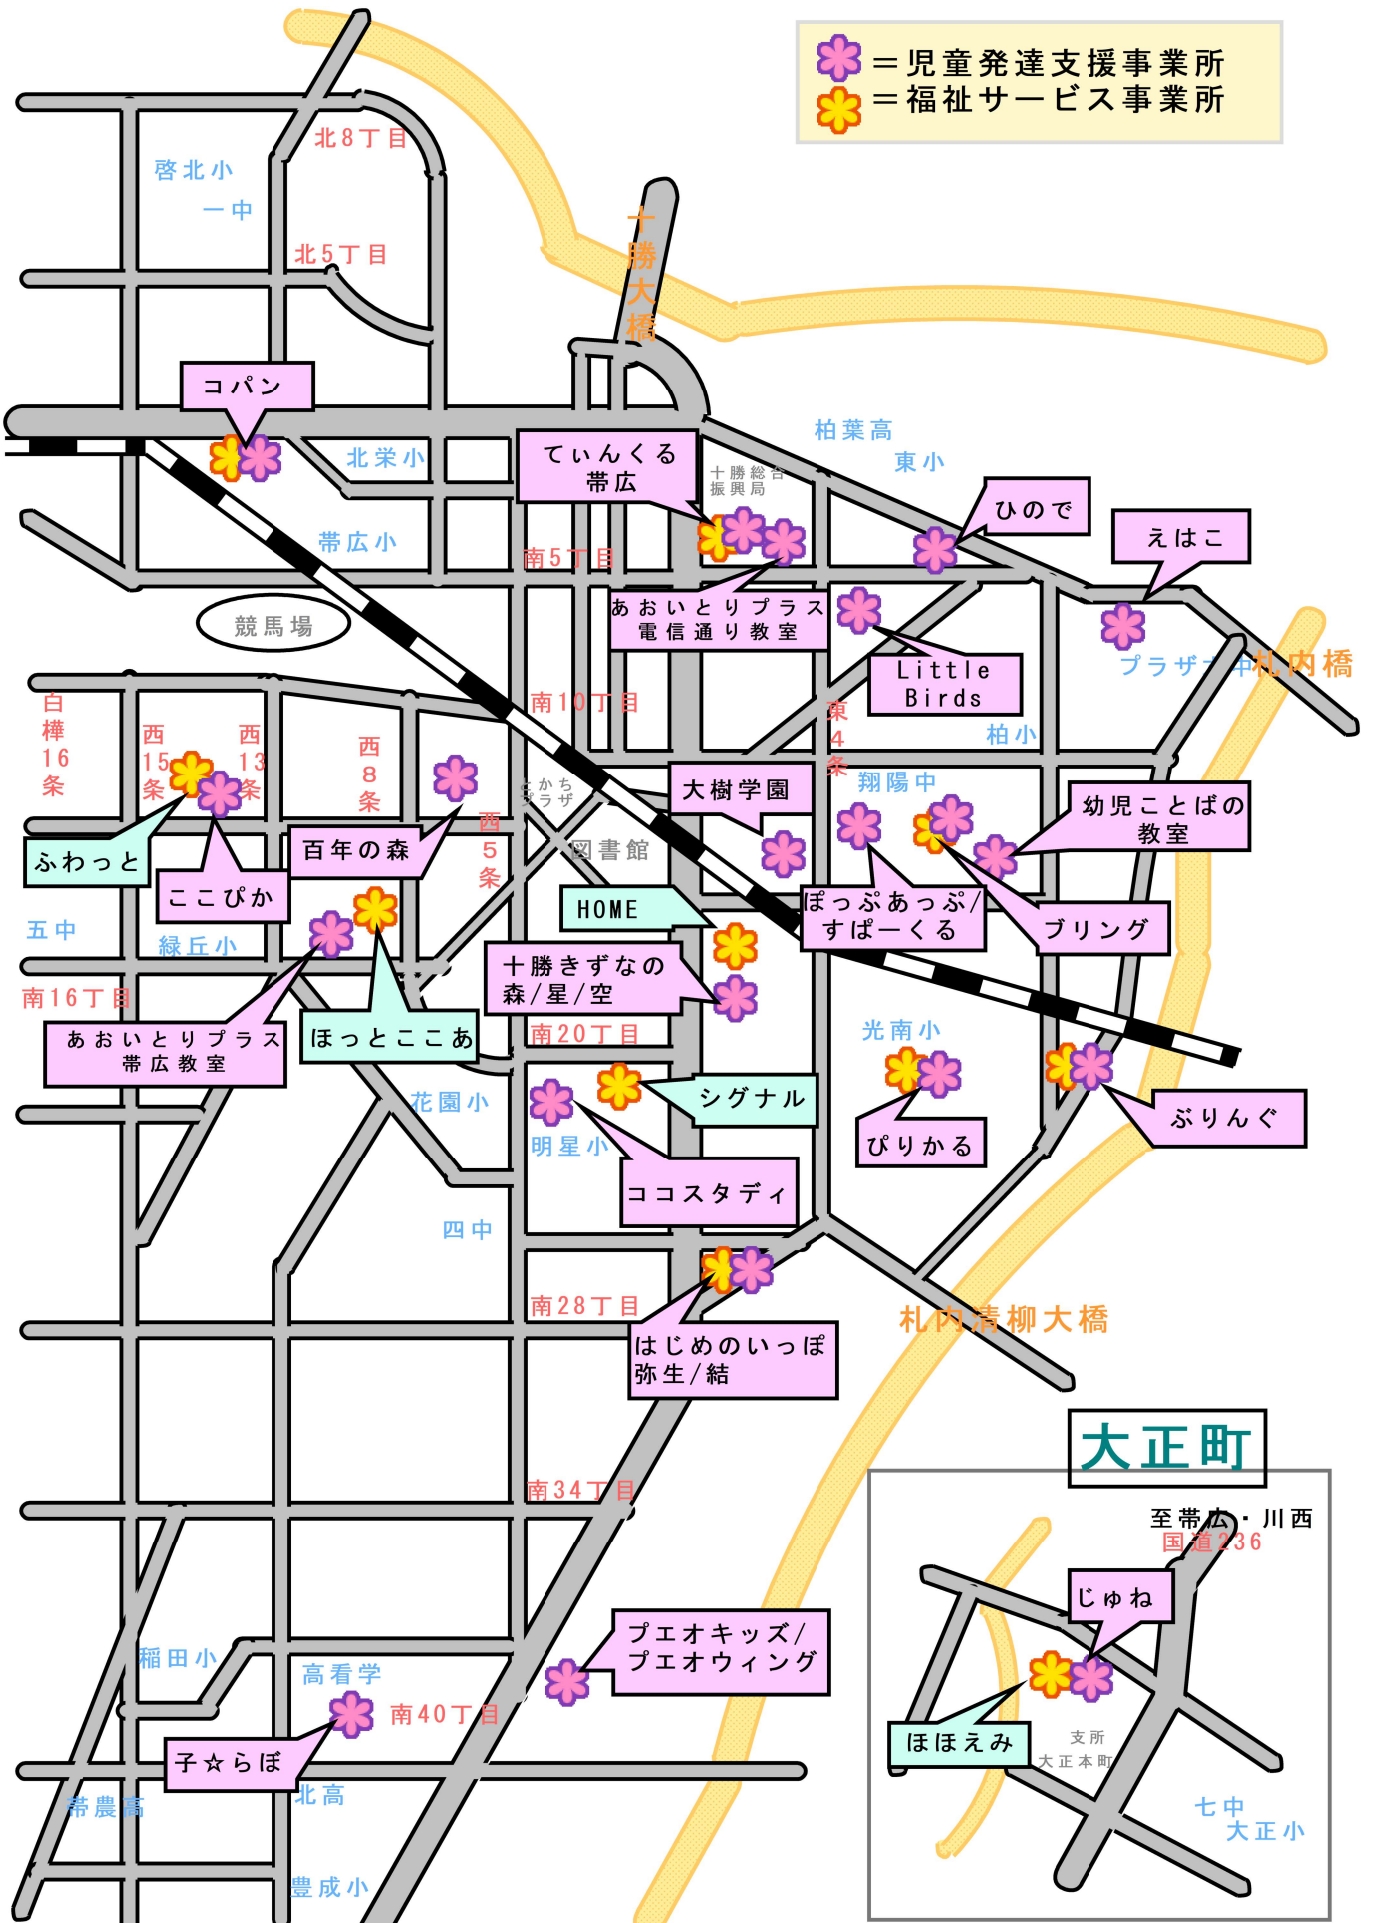 ＝児童発達支援事業所
＝福祉サービス事業所
北8丁目
啓北小
一中
十勝大橋
北5丁目
コパン
柏葉高
北栄小
てぃんくる
帯広
東小
十勝総合
振興局
ひので
えはこ
帯広小
南5丁目
あおいとりプラス
電信通り教室
競馬場
Little
Birds
札内橋
南10丁目
白樺16条
西15条
西13条
西8条
東4条
柏小
とかち
プラザ
大樹学園
翔陽中
幼児ことばの
教室
西5条
ふわっと
百年の森
図書館
ここぴか
HOME
ぽっぷあっぷ/
すぱーくる
ブリング
五中
緑丘小
十勝きずなの
森/星/空
南16丁目
あおいとりプラス
帯広教室
ほっとここあ
南20丁目
光南小
花園小
シグナル
ぶりんぐ
明星小
ぴりかる
ココスタディ
四中
南28丁目
札内清柳大橋
はじめのいっぽ
弥生/結
大正町
南34丁目
至帯広・川西
国道236
じゅね
プエオキッズ/
プエオウィング
稲田小
高看学
南40丁目
ほほえみ
支所
大正本町
子☆らぼ
北高
帯農高
七中
大正小
豊成小